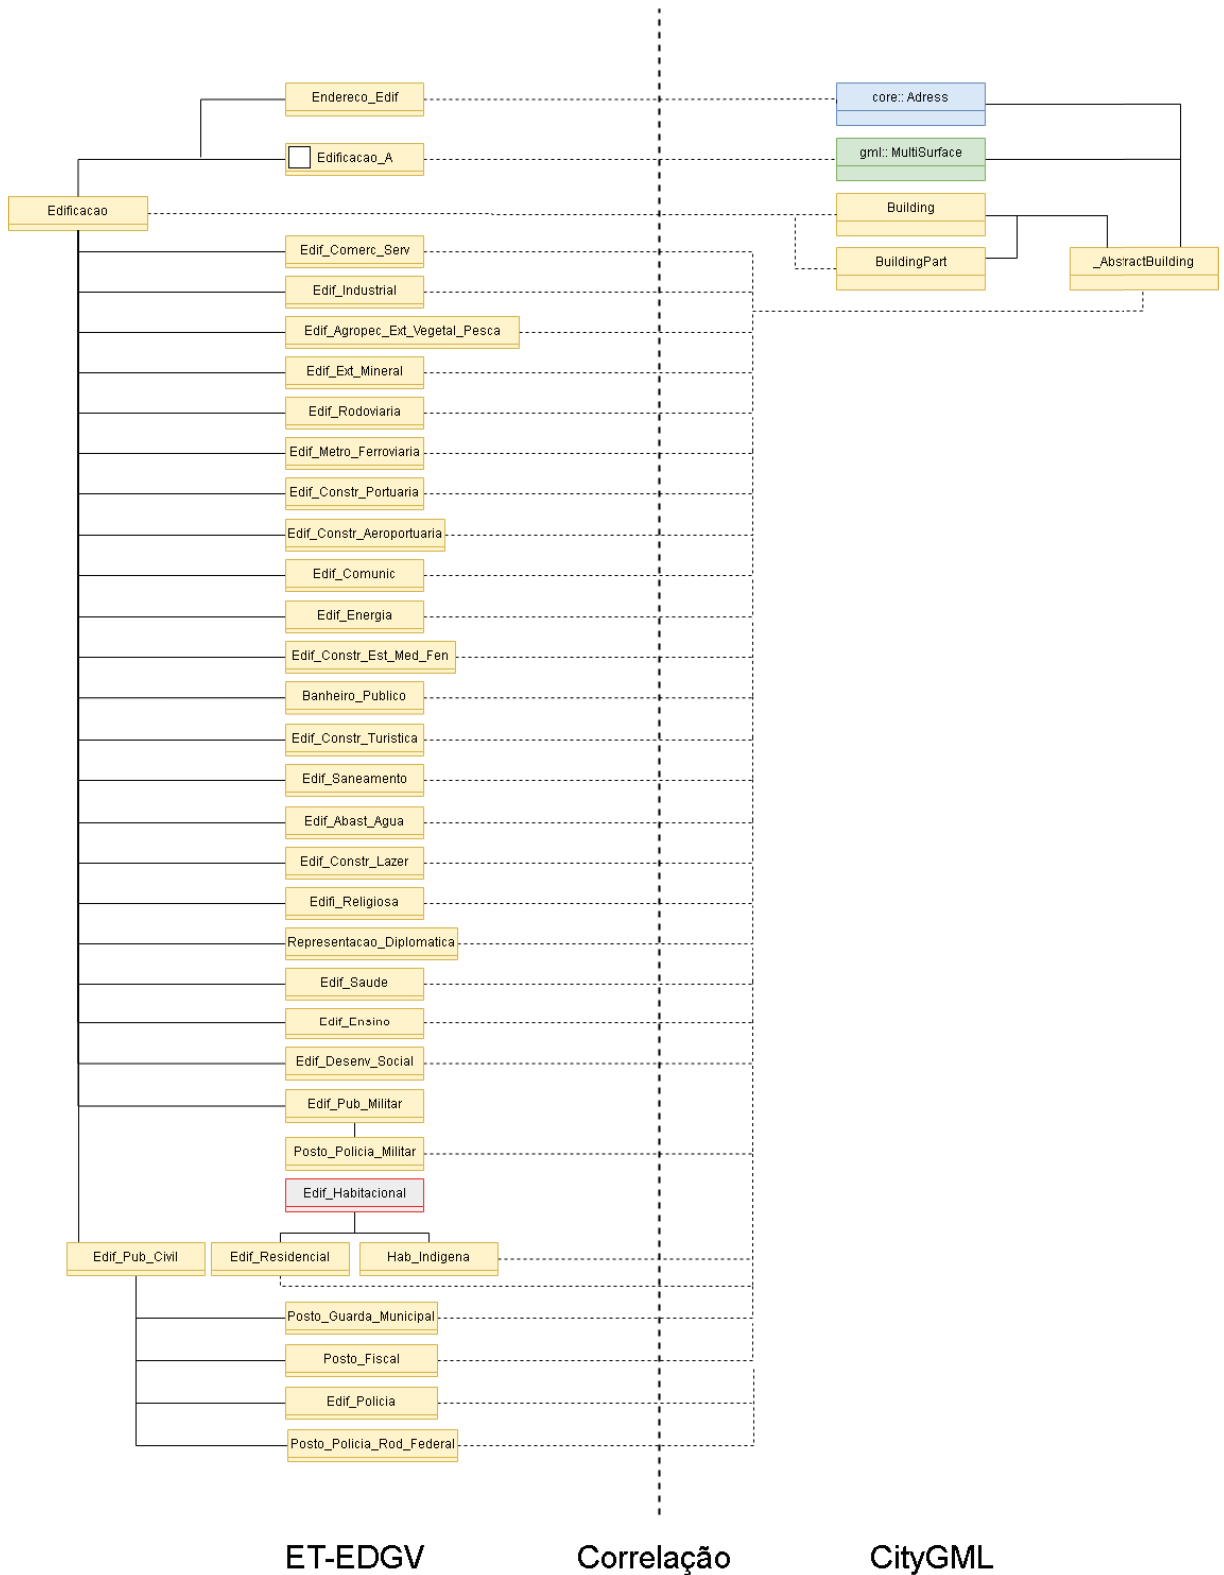 Endereco_Edif
core:: Adress
Edificacao_A
gml:: MultiSurface
Edificacao
Building
Edif_Comerc_Serv
BuildingPart
_AbstractBuilding
Edif_Industrial
Edif_Agropec_Ext_Vegetal_Pesca
Edif_Ext_Mineral
Edif_Rodoviaria
Edif_Metro_Ferroviaria
Edif_Constr_Portuaria
Edif_Constr_Aeroportuaria
Edif_Comunic
Edif_Energia
Edif_Constr_Est_Med_Fen
Banheiro_Publico
Edif_Constr_Turistica
Edif_Saneamento
Edif_Abast_Agua
Edif_Constr_Lazer
Edifi_Religiosa
Representacao_Diplomatica
Edif_Saude
Edif_Ensino
Edif_Desenv_Social
Edif_Pub_Militar
Posto_Policia_Militar
Edif_Habitacional
Edif_Pub_Civil
Edif_Residencial
Hab_Indigena
Posto_Guarda_Municipal
Posto_Fiscal
Edif_Policia
Posto_Policia_Rod_Federal
ET-EDGV
Correlação
CityGML